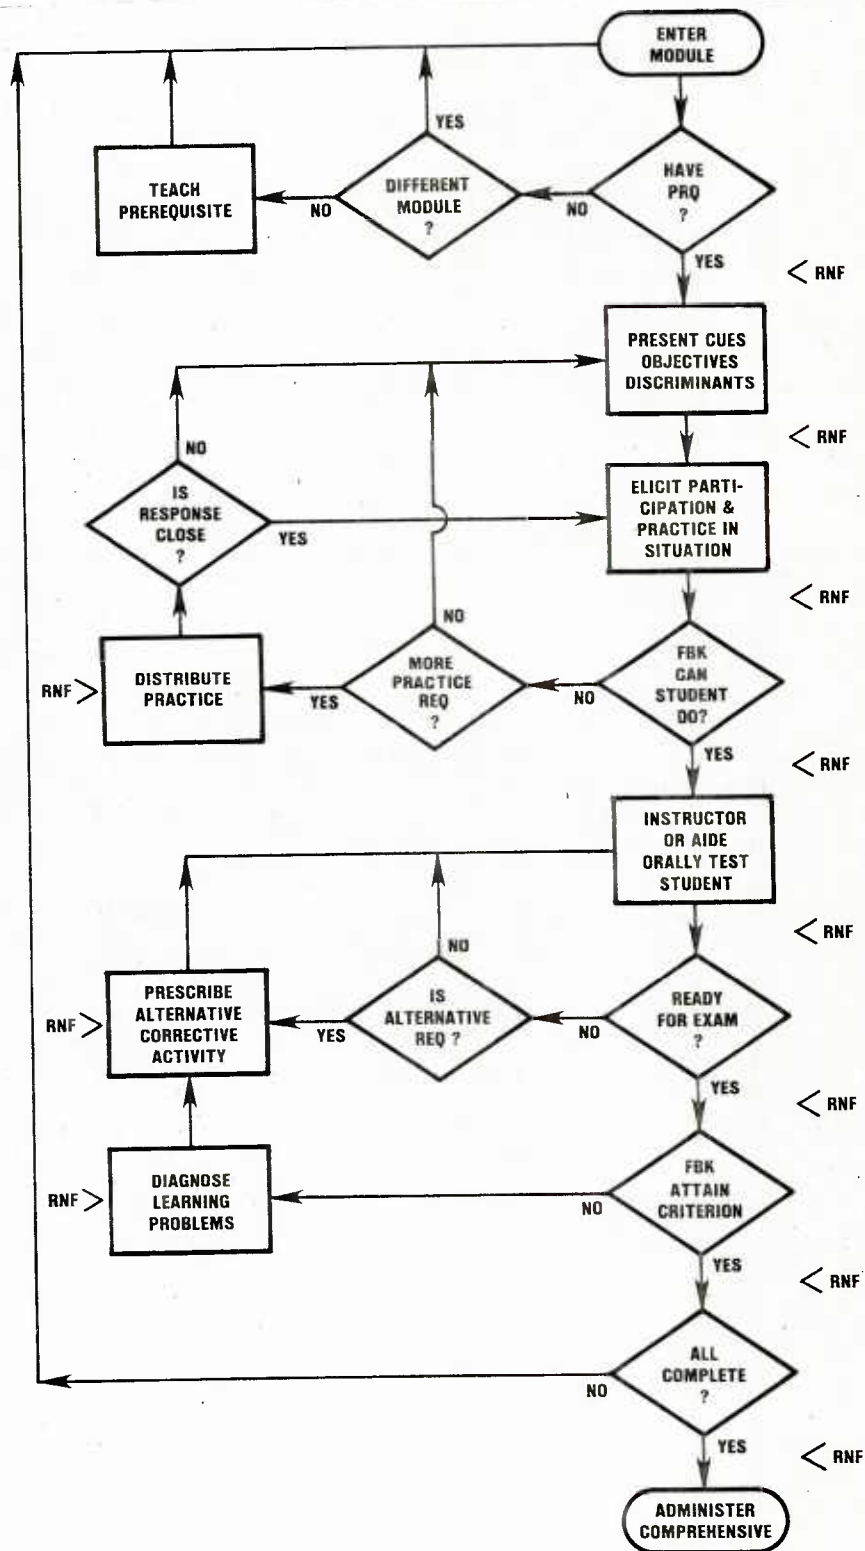 ENTER
MODULE
YES
TEACH
PREREQUISITE
NO
DIFFERENT
MODULE
?
NO
HAVE
PRQ
?
YES
< RNF
PRESENT CUES
OBJECTIVES
DISCRIMINANTS
< RNF
NO
IS
RESPONSE
CLOSE
?
YES
ELICIT PARTI-
CIPATION &
PRACTICE IN
SITUATION
< RNF
NO
RNF >
DISTRIBUTE
PRACTICE
YES
MORE
PRACTICE
REQ
?
NO
FBK
CAN
STUDENT
DO?
YES
< RNF
INSTRUCTOR
OR AIDE
ORALLY TEST
STUDENT
< RNF
NO
RNF >
PRESCRIBE
ALTERNATIVE
CORRECTIVE
ACTIVITY
YES
IS
ALTERNATIVE
REQ ?
NO
READY
FOR EXAM
?
YES
< RNF
RNF >
DIAGNOSE
LEARNING
PROBLEMS
NO
FBK
ATTAIN
CRITERION
YES
< RNF
NO
ALL
COMPLETE
?
YES
< RNF
ADMINISTER
COMPREHENSIVE